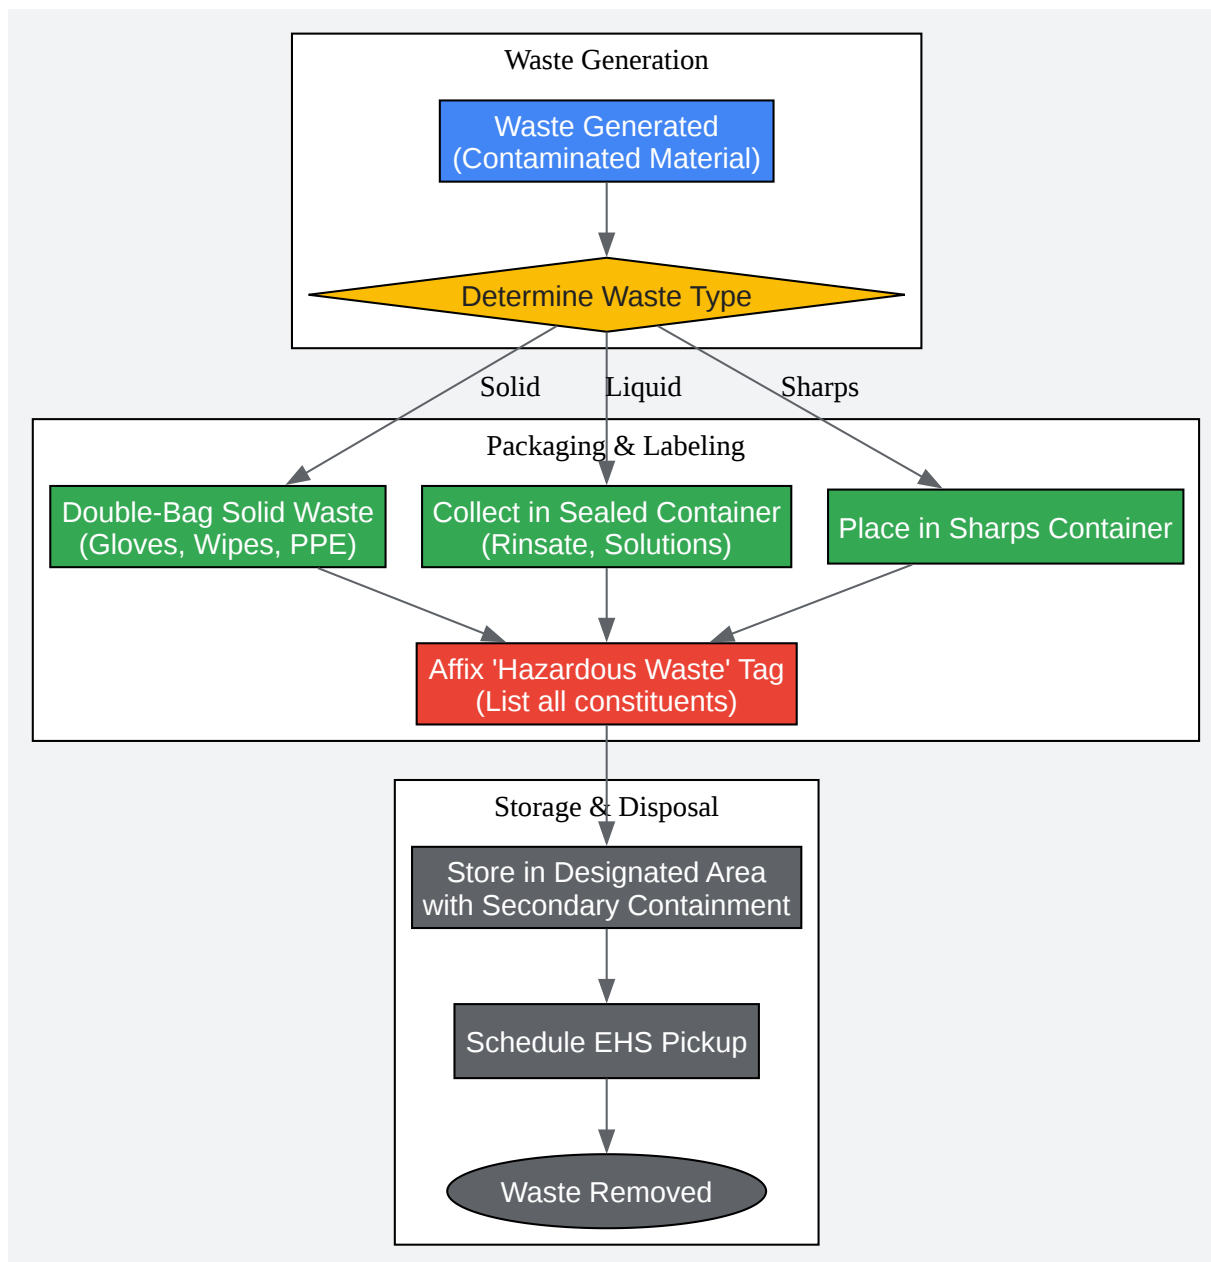 Waste Generation
Waste Generated
(Contaminated Material)
Determine Waste Type
Solid
Liquid
Sharps
Packaging & Labeling
Double-Bag Solid Waste
(Gloves, Wipes, PPE)
Collect in Sealed Container
(Rinsate, Solutions)
Place in Sharps Container
Affix 'Hazardous Waste' Tag
(List all constituents)
Storage & Disposal
Store in Designated Area
with Secondary Containment
Schedule EHS Pickup
Waste Removed